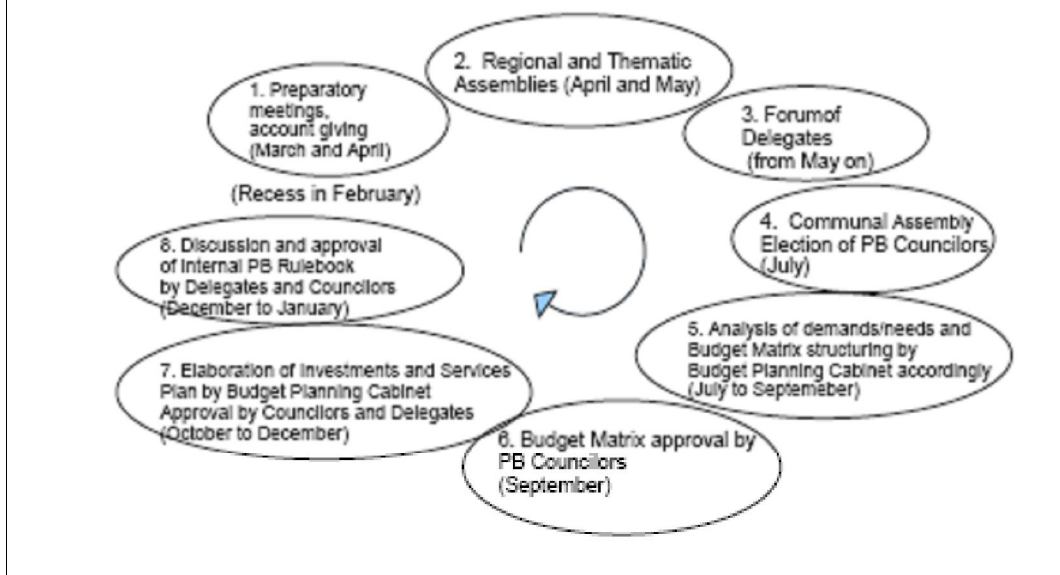 1. Preparatory
meetings,
account giving
(March and April)
2. Regional and Thematic
Assemblies (April and May)
3. Forumof
Delegates
(from May on)
4. Communal Assembly
Election of PB Councilors
(July)
5. Analysis of demands/needs and
Budget Matrix structuring by
Budget Planning Cabinet accordingly
(July to Septemeber)
6. Budget Matrix approval by
PB Councilors
(September)
7. Elaboration of Investments and Services
Plan by Budget Planning Cabinet
Approval by Councilors and Delegates
(October to December)
8. Discussion and approval
of Internal PB Rulebook
by Delegates and Councilors
(December to January)
(Recess in February)